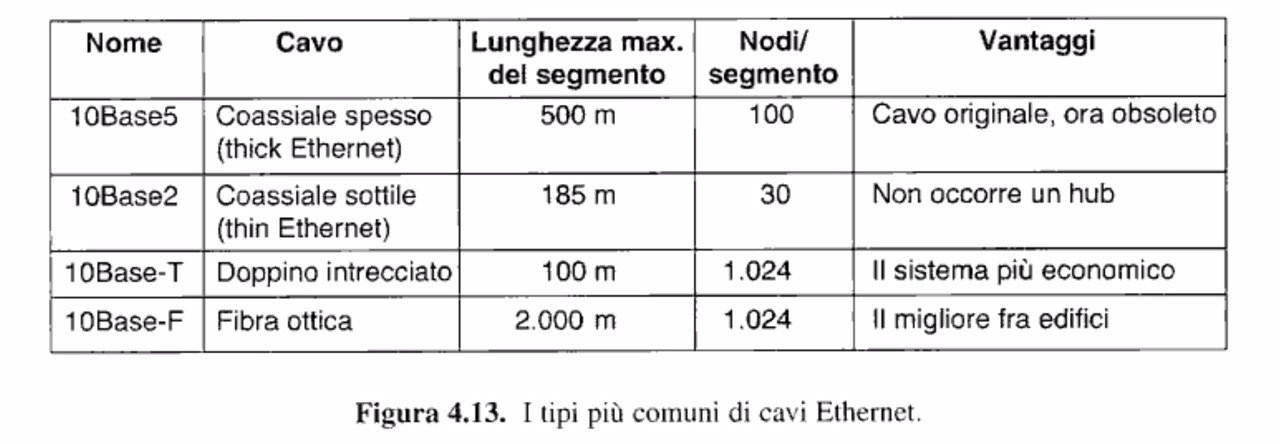 Nome Cavo Lunghezza max. del segmento Nodi/ segmento Vantaggi
10Base5 Coassiale spesso (thick Ethernet) 500 m 100 Cavo originale, ora obsoleto
10Base2 Coassiale sottile (thin Ethernet) 185 m 30 Non occorre un hub
10Base-T Doppino intrecciato 100 m 1.024 Il sistema più economico
10Base-F Fibra ottica 2.000 m 1.024 Il migliore fra edifici
Figura 4.13. I tipi più comuni di cavi Ethernet.